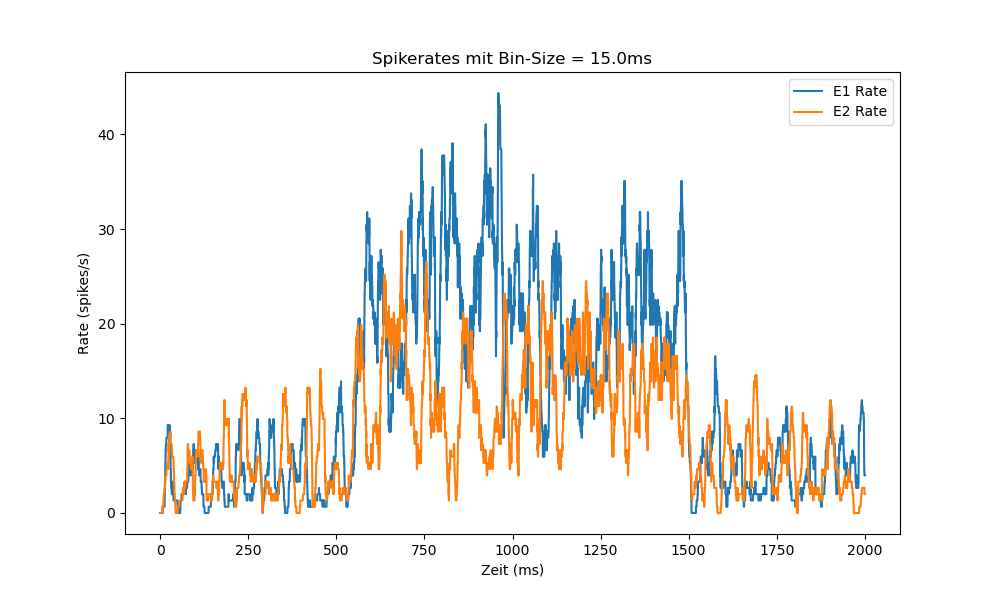 Spikerates mit Bin-Size = 15.0ms
E1 Rate
E2 Rate
40
30
20
10
0
Rate (spikes/s)
0 250 500 750 1000 1250 1500 1750 2000
Zeit (ms)